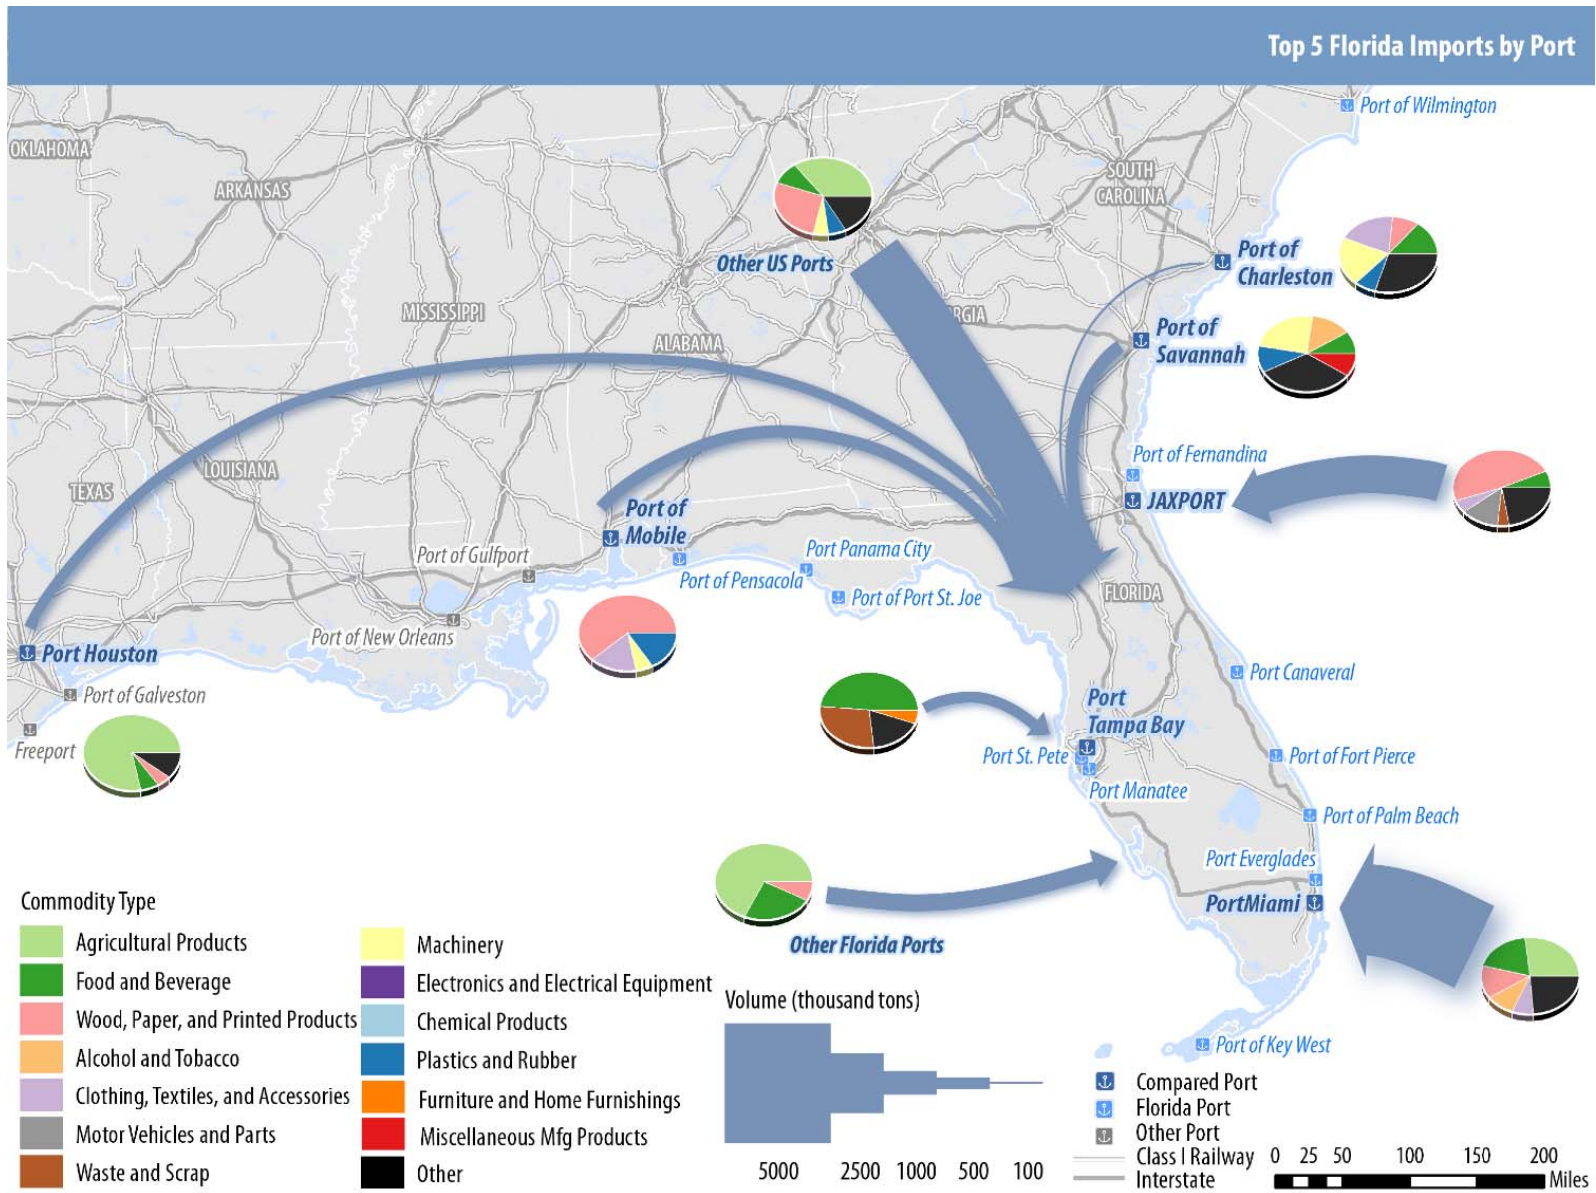 Top 5 Florida Imports by Port
Port of Wilmington
OKLAHOMA
ARKANSAS
SOUTH
CAROLINA
Other US Ports
Port of
Charleston
MISSISSIPPI
RGIA
ALABAMA
Port of
Savannah
Port of Fernandina
LOUISIANA
TEXAS
JAXPORT
Port of
Mobile
Port of Gulfport
Port Panama City
Port of Pensacola
Port of Port St. Joe
FLORIDA
Port of New Orleans
Port Houston
Port of Galveston
Freeport
Port Canaveral
Port
Tampa Bay
Port St. Pete
Port Manatee
Port of Fort Pierce
Port of Palm Beach
Port Everglades
PortMiami
Other Florida Ports
Port of Key West
Commodity Type
Agricultural Products
Food and Beverage
Wood, Paper, and Printed Products
Alcohol and Tobacco
Clothing, Textiles, and Accessories
Motor Vehicles and Parts
Waste and Scrap
Machinery
Electronics and Electrical Equipment
Chemical Products
Plastics and Rubber
Furniture and Home Furnishings
Miscellaneous Mfg Products
Other
Volume (thousand tons)
5000 2500 1000 500 100
Compared Port
Florida Port
Other Port
Class I Railway
Interstate
0 25 50 100 150 200
Miles